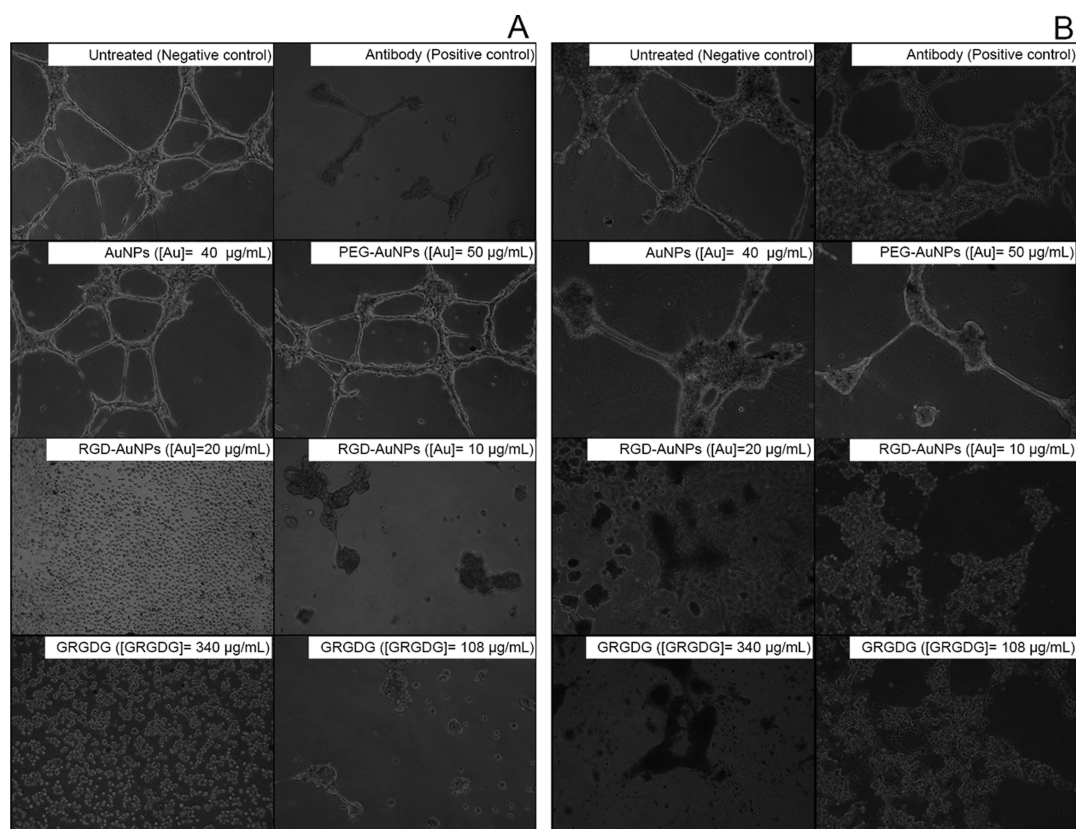 A
Untreated (Negative control)
Antibody (Positive control)
AuNPs ([Au]= 40 µg/mL)
PEG-AuNPs ([Au]= 50 µg/mL)
RGD-AuNPs ([Au]=20 µg/mL)
RGD-AuNPs ([Au]= 10 µg/mL)
GRGDG ([GRGDG]= 340 µg/mL)
GRGDG ([GRGDG]= 108 µg/mL)
B
Untreated (Negative control)
Antibody (Positive control)
AuNPs ([Au]= 40 µg/mL)
PEG-AuNPs ([Au]= 50 µg/mL)
RGD-AuNPs ([Au]=20 µg/mL)
RGD-AuNPs ([Au]= 10 µg/mL)
GRGDG ([GRGDG]= 340 µg/mL)
GRGDG ([GRGDG]= 108 µg/mL)